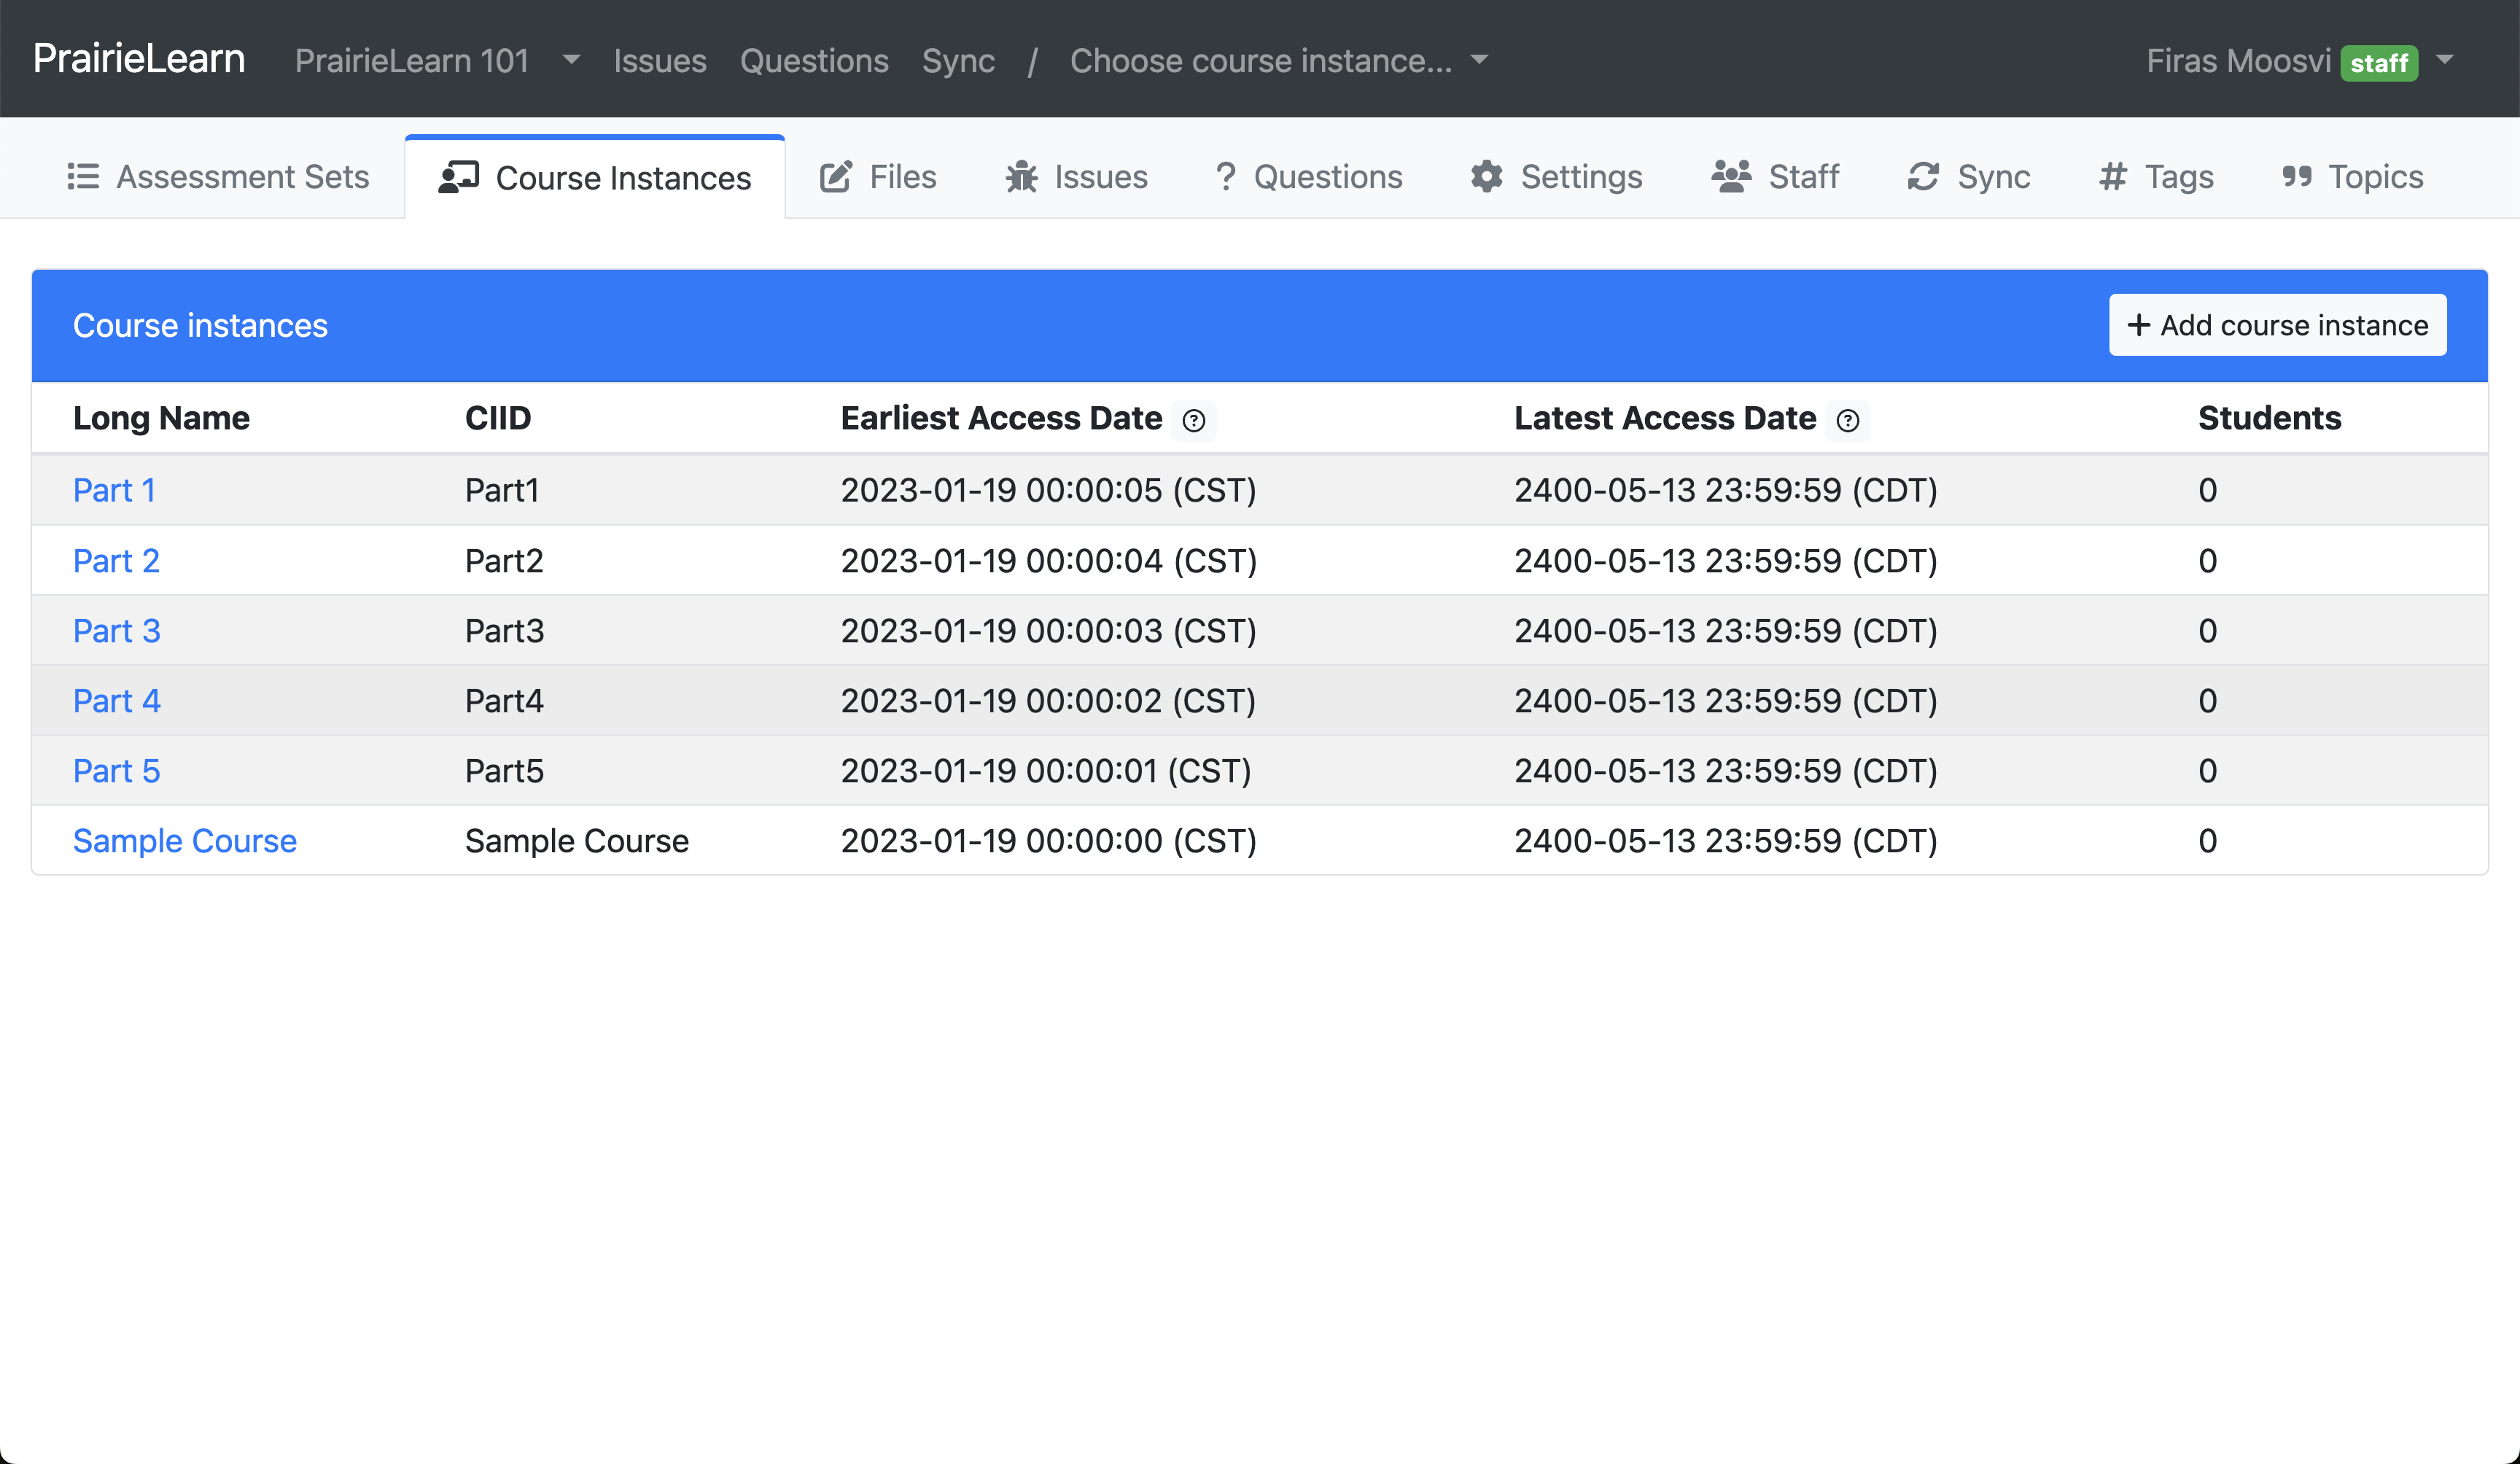 PrairieLearn PrairieLearn 101 Issues Questions Sync / Choose course instance... Firas Moosvi staff
Assessment Sets Course Instances Files Issues ? Questions Settings Staff Sync # Tags Topics
Course instances + Add course instance
Long Name CIID Earliest Access Date ? Latest Access Date ? Students
Part 1 Part1 2023-01-19 00:00:05 (CST) 2400-05-13 23:59:59 (CDT) 0
Part 2 Part2 2023-01-19 00:00:04 (CST) 2400-05-13 23:59:59 (CDT) 0
Part 3 Part3 2023-01-19 00:00:03 (CST) 2400-05-13 23:59:59 (CDT) 0
Part 4 Part4 2023-01-19 00:00:02 (CST) 2400-05-13 23:59:59 (CDT) 0
Part 5 Part5 2023-01-19 00:00:01 (CST) 2400-05-13 23:59:59 (CDT) 0
Sample Course Sample Course 2023-01-19 00:00:00 (CST) 2400-05-13 23:59:59 (CDT) 0